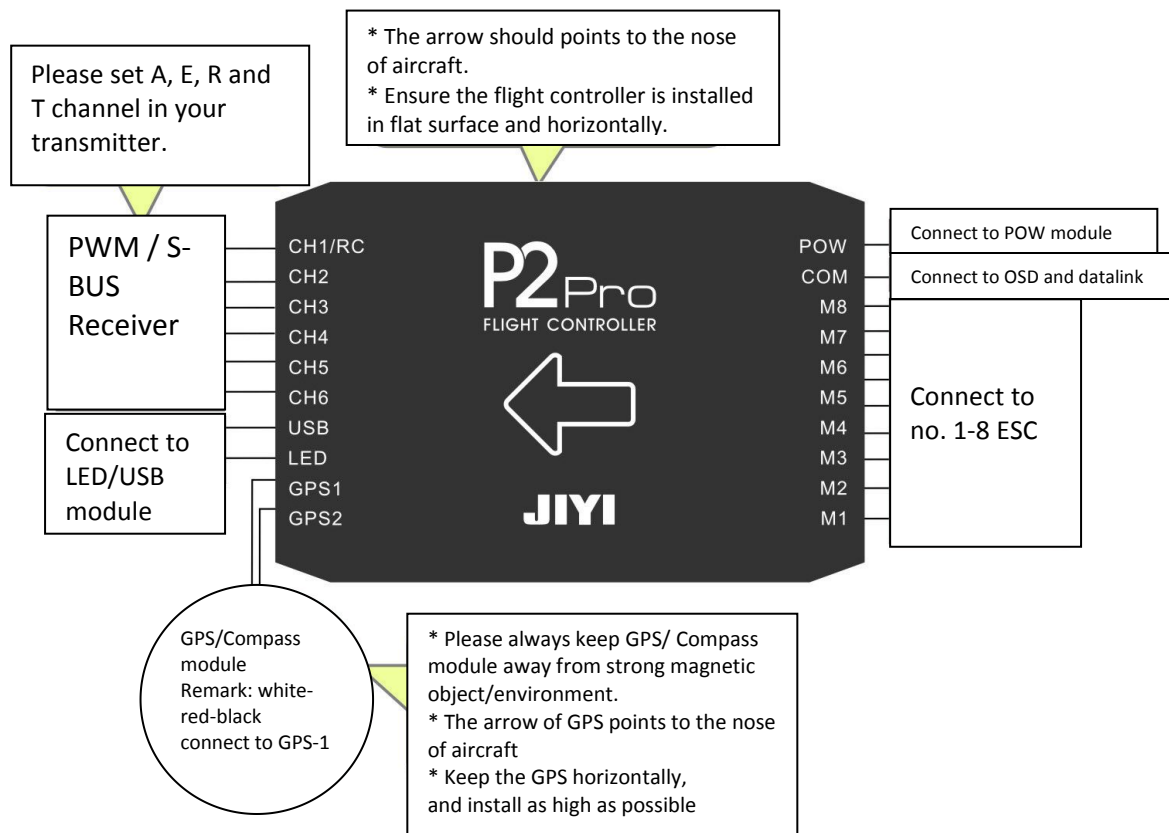 * The arrow should points to the nose
of aircraft.
* Ensure the flight controller is installed
in flat surface and horizontally.
Please set A, E, R and
T channel in your
transmitter.
PWM / S-
BUS
Receiver
Connect to
LED/USB
module
CH1/RC
CH2
CH3
CH4
CH5
CH6
USB
LED
GPS1
GPS2
P2 Pro
FLIGHT CONTROLLER
JIYI
POW
COM
M8
M7
M6
M5
M4
M3
M2
M1
Connect to POW module
Connect to OSD and datalink
Connect to
no. 1-8 ESC
GPS/Compass
module
Remark: white-
red-black
connect to GPS-1
* Please always keep GPS/ Compass
module away from strong magnetic
object/environment.
* The arrow of GPS points to the nose
of aircraft
* Keep the GPS horizontally,
and install as high as possible